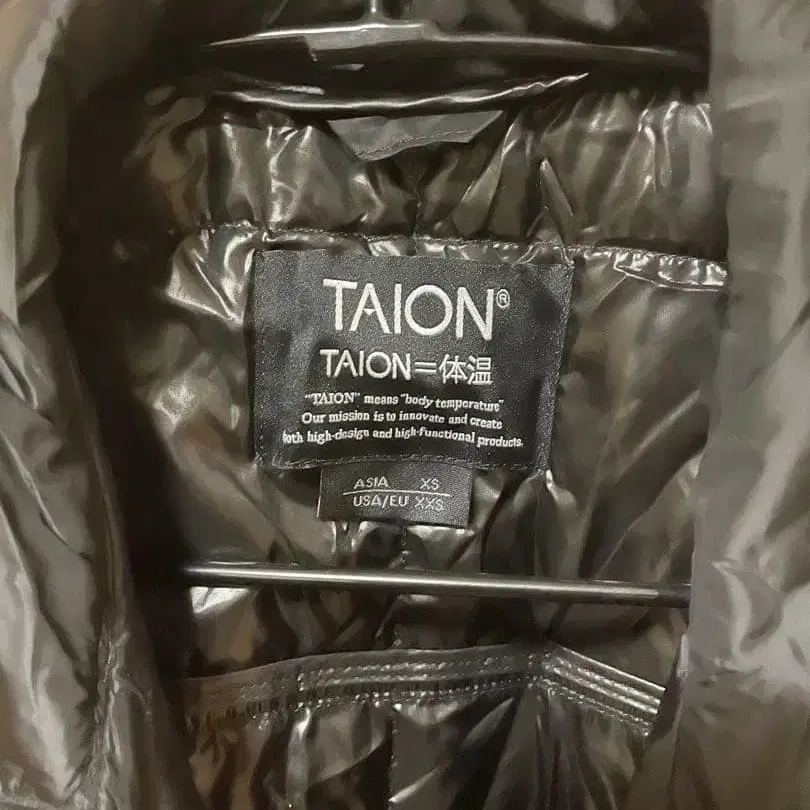 TAION®
TAION=体温
"TAION" means "body temperature"
Our mission is to innovate and create
both high-design and high-functional products.
ASIA XS
USA/EU XXS